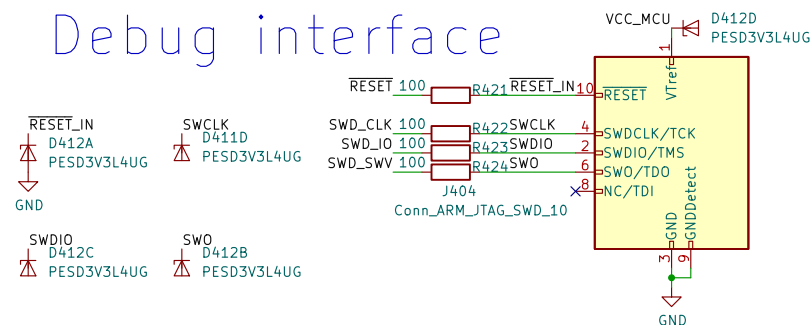 Debug interface
VCC_MCU
D412D
PESD3V3L4UG
1
VTref
RESET 100 R421 RESET_IN 10 RESET
SWD_CLK 100 R422 SWCLK 4 SWDCLK/TCK
SWD_IO 100 R423 SWDIO 2 SWDIO/TMS
SWD_SWV 100 R424 SWO 6 SWO/TDO
8 NC/TDI
J404
Conn_ARM_JTAG_SWD_10
GND
GNDDetect
3
9
GND
RESET_IN
D412A
PESD3V3L4UG
GND
SWCLK
D411D
PESD3V3L4UG
SWDIO
D412C
PESD3V3L4UG
SWO
D412B
PESD3V3L4UG